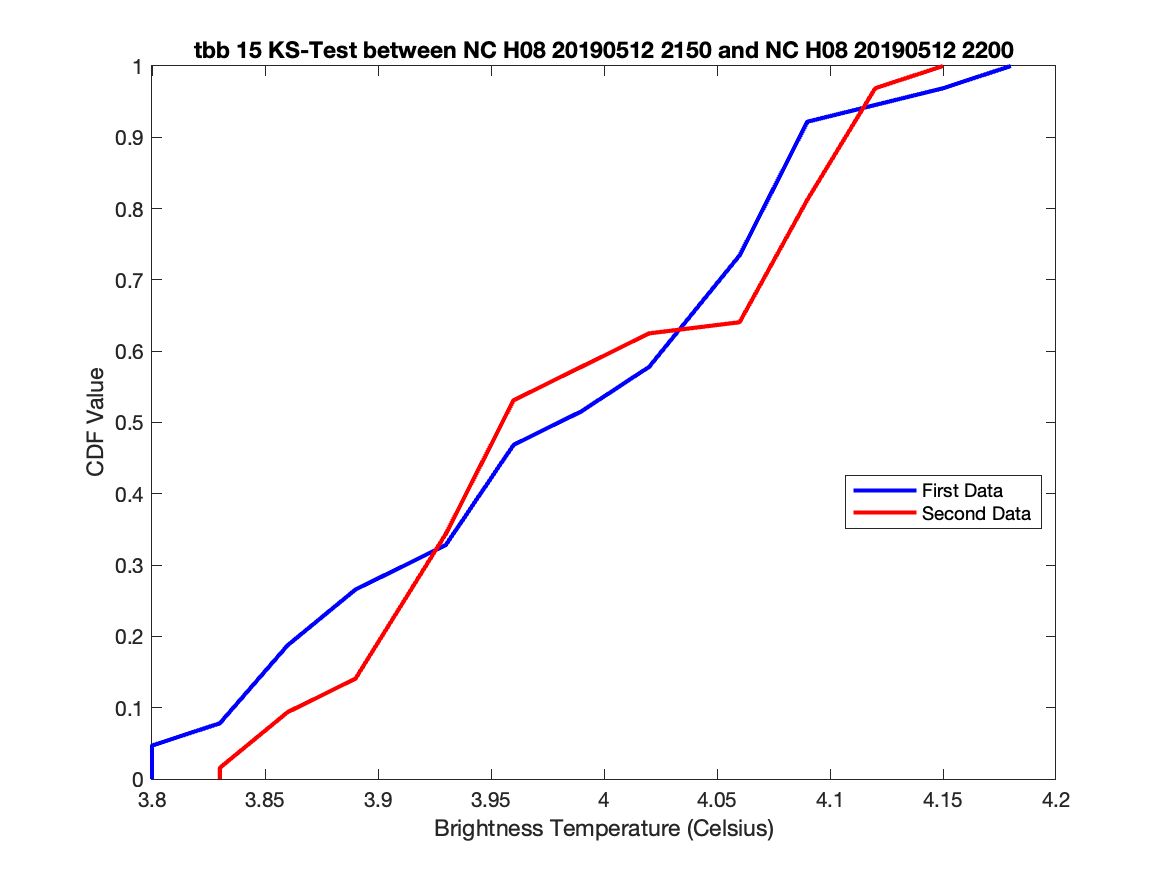 tbb 15 KS-Test between NC H08 20190512 2150 and NC H08 20190512 2200
1
0.9
0.8
0.7
0.6
0.5
0.4
0.3
0.2
0.1
0
CDF Value
First Data
Second Data
3.8 3.85 3.9 3.95 4 4.05 4.1 4.15 4.2
Brightness Temperature (Celsius)